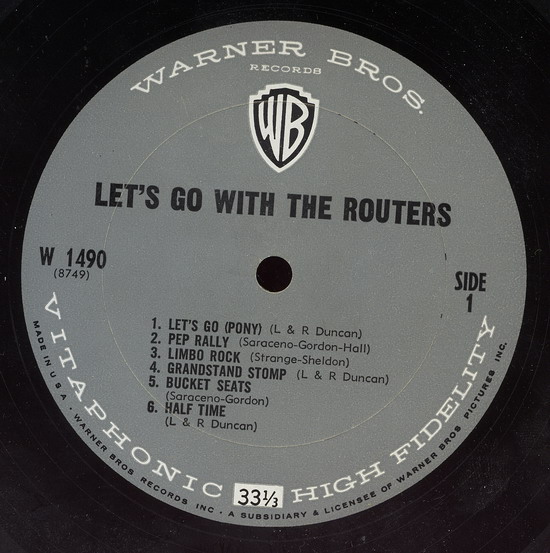 WARNER BROS.
RECORDS
WB
LET'S GO WITH THE ROUTERS
W 1490
(8749)
SIDE
1
1. LET'S GO (PONY) (L & R Duncan)
2. PEP RALLY (Saraceno-Gordon-Hall)
3. LIMBO ROCK (Strange-Sheldon)
4. GRANDSTAND STOMP (L & R Duncan)
5. BUCKET SEATS
(Saraceno-Gordon)
6. HALF TIME
(L & R Duncan)
VITAPHONIC 33⅓ HIGH FIDELITY
MADE IN U.S.A. · WARNER BROS RECORDS INC · A SUBSIDIARY & LICENSEE OF WARNER BROS PICTURES INC.